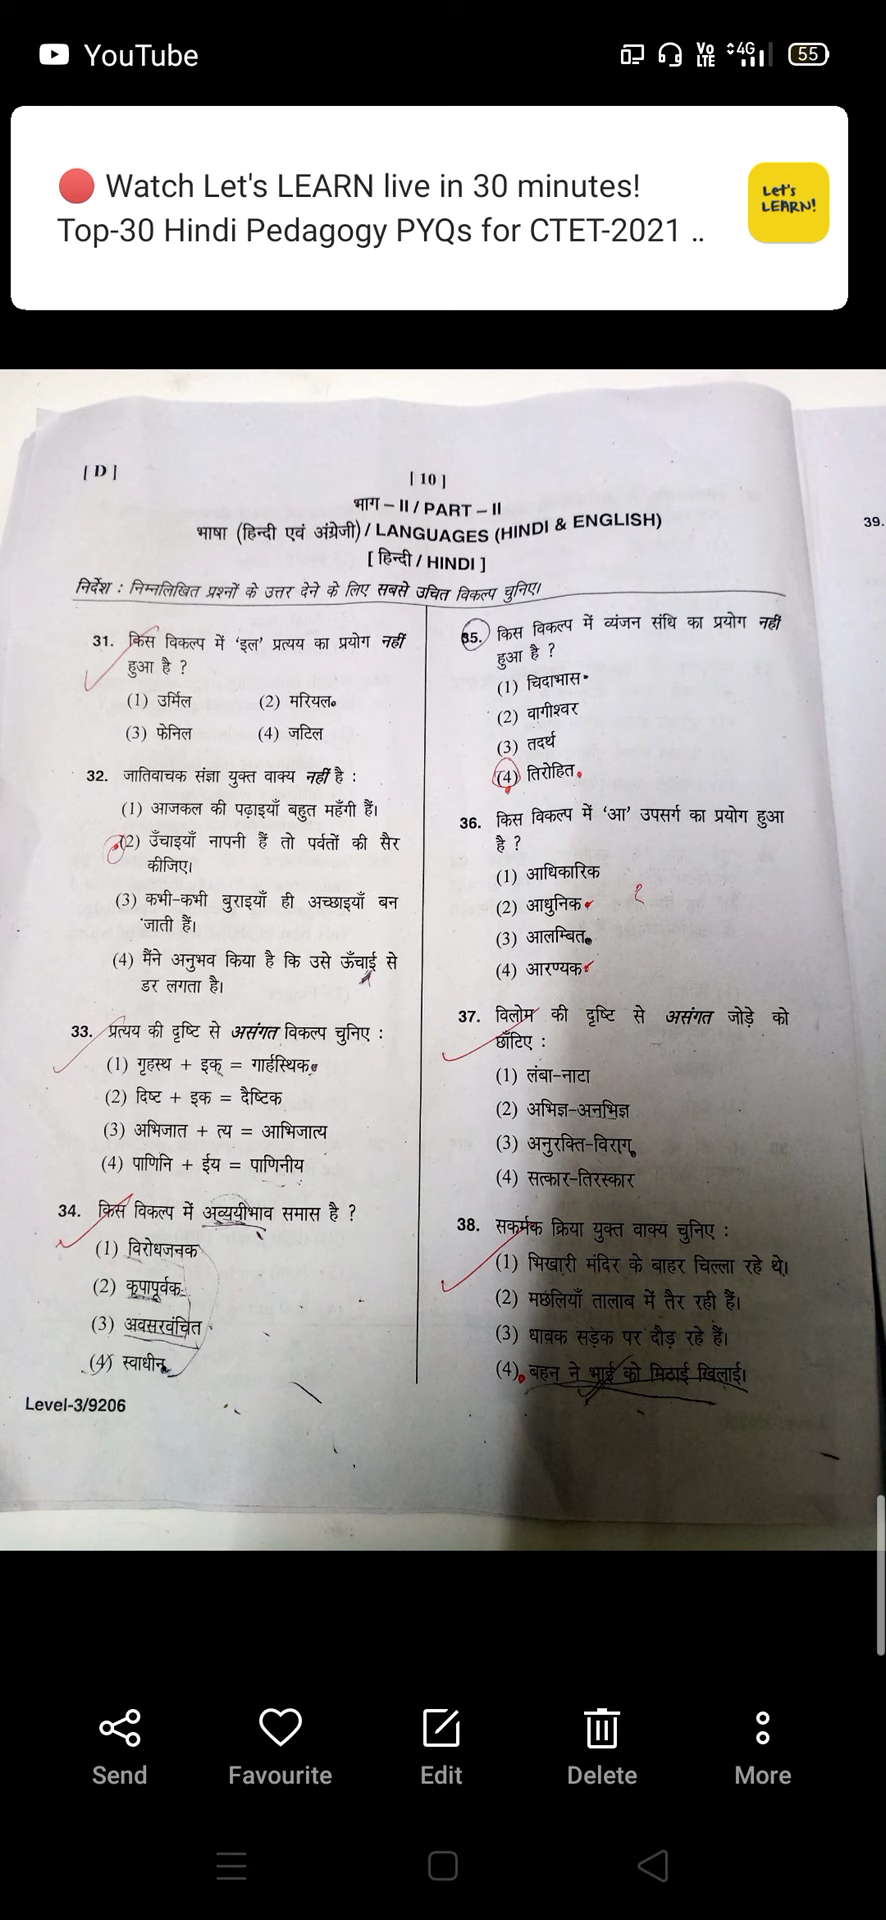 YouTube
Vo LTE 4G 55
Watch Let's LEARN live in 30 minutes!
Top-30 Hindi Pedagogy PYQs for CTET-2021 ..
Let's
LEARN!
[ D ]
[ 10 ]
भाग – II / PART – II
भाषा (हिन्दी एवं अंग्रेजी) / LANGUAGES (HINDI & ENGLISH)
[ हिन्दी / HINDI ]
निर्देश : निम्नलिखित प्रश्नों के उत्तर देने के लिए सबसे उचित विकल्प चुनिए।
31. किस विकल्प में ‘इल’ प्रत्यय का प्रयोग नहीं
हुआ है ?
(1) उर्मिल (2) मरियल
(3) फेनिल (4) जटिल
32. जातिवाचक संज्ञा युक्त वाक्य नहीं है :
(1) आजकल की पढ़ाइयाँ बहुत महँगी हैं।
(2) उँचाइयाँ नापनी हैं तो पर्वतों की सैर
कीजिए।
(3) कभी-कभी बुराइयाँ ही अच्छाइयाँ बन
जाती हैं।
(4) मैंने अनुभव किया है कि उसे ऊँचाई से
डर लगता है।
33. प्रत्यय की दृष्टि से असंगत विकल्प चुनिए :
(1) गृहस्थ + इक् = गार्हस्थिक
(2) दिष्ट + इक = दैष्टिक
(3) अभिजात + त्य = आभिजात्य
(4) पाणिनि + ईय = पाणिनीय
34. किस विकल्प में अव्ययीभाव समास है ?
(1) विरोधजनक
(2) कृपापूर्वक
(3) अवसरवंचित
(4) स्वाधीन
Level-3/9206
35. किस विकल्प में व्यंजन संधि का प्रयोग नहीं
हुआ है ?
(1) चिदाभास
(2) वागीश्वर
(3) तदर्थ
(4) तिरोहित
36. किस विकल्प में ‘आ’ उपसर्ग का प्रयोग हुआ
है ?
(1) आधिकारिक
(2) आधुनिक
(3) आलम्बित
(4) आरण्यक
37. विलोम की दृष्टि से असंगत जोड़े को
छाँटिए :
(1) लंबा-नाटा
(2) अभिज्ञ-अनभिज्ञ
(3) अनुरक्ति-विराग
(4) सत्कार-तिरस्कार
38. सकर्मक क्रिया युक्त वाक्य चुनिए :
(1) भिखारी मंदिर के बाहर चिल्ला रहे थे।
(2) मछलियाँ तालाब में तैर रही हैं।
(3) धावक सड़क पर दौड़ रहे हैं।
(4) बहन ने भाई को मिठाई खिलाई।
39.
Send Favourite Edit Delete More